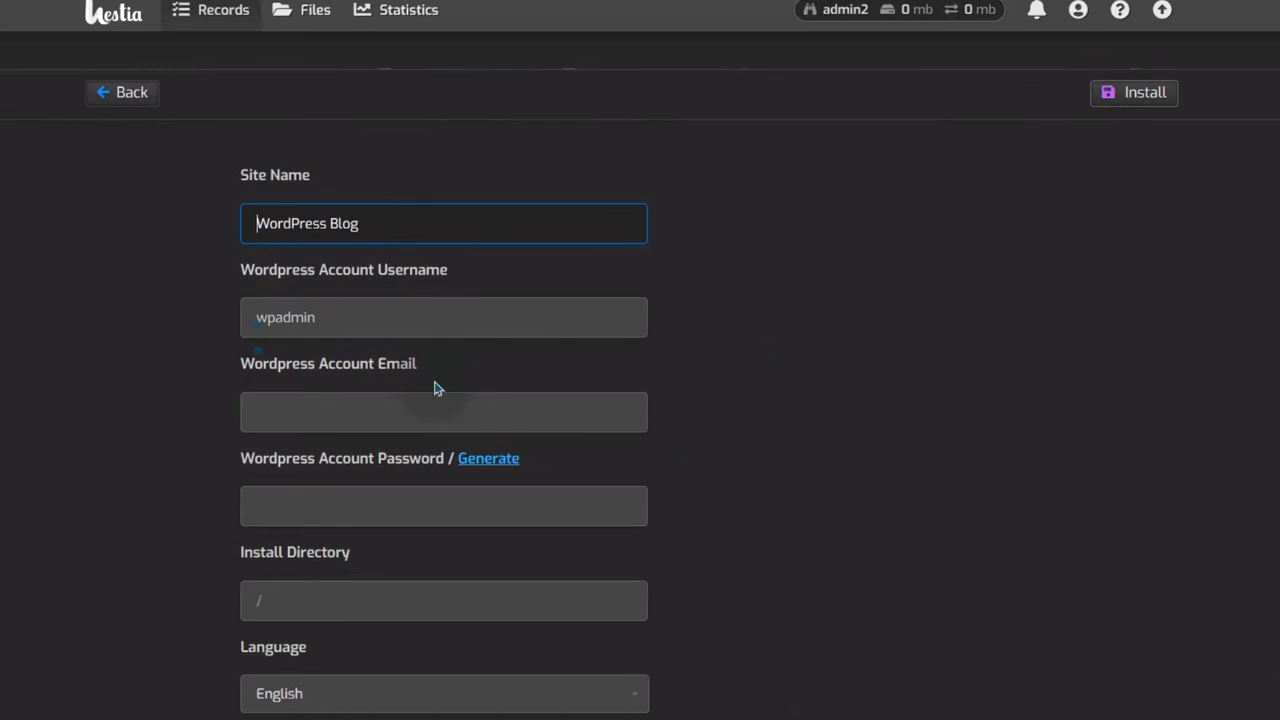 hestia Records Files Statistics admin2 0 mb 0 mb
Back Install
Site Name
WordPress Blog
Wordpress Account Username
wpadmin
Wordpress Account Email
Wordpress Account Password / Generate
Install Directory
/
Language
English